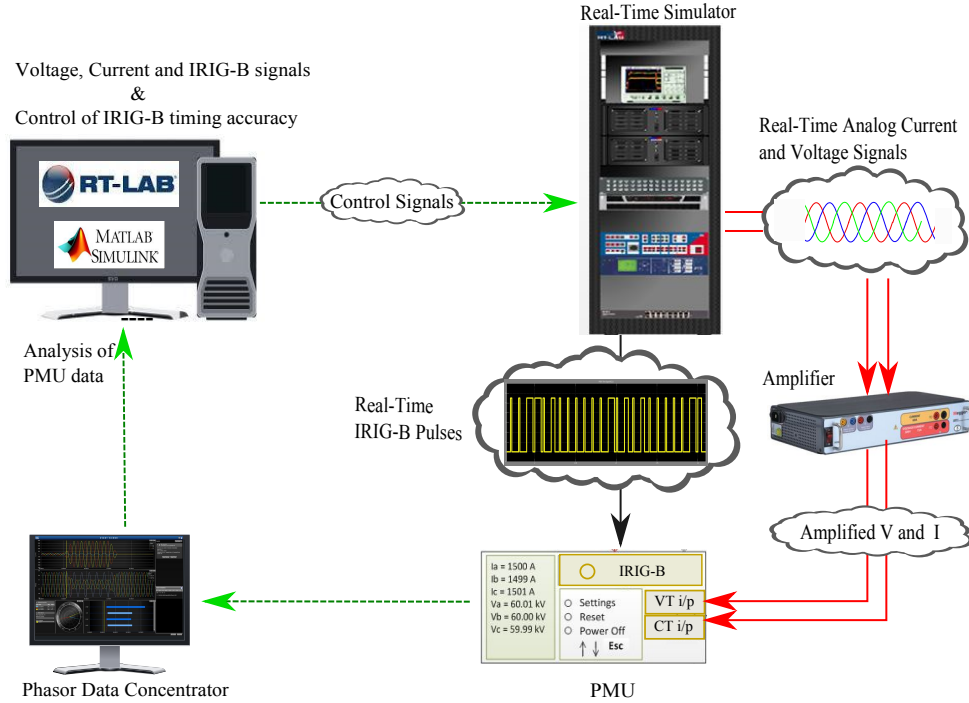 Real-Time Simulator
Voltage, Current and IRIG-B signals
&
Control of IRIG-B timing accuracy
RT-LAB
MATLAB
SIMULINK
Control Signals
Real-Time Analog Current
and Voltage Signals
Analysis of
PMU data
Real-Time
IRIG-B Pulses
Amplifier
Amplified V and I
Ia = 1500 A
Ib = 1499 A
Ic = 1501 A
Va = 60.01 kV
Vb = 60.00 kV
Vc = 59.99 kV
IRIG-B
Settings
Reset
Power Off
Esc
VT i/p
CT i/p
Phasor Data Concentrator
PMU